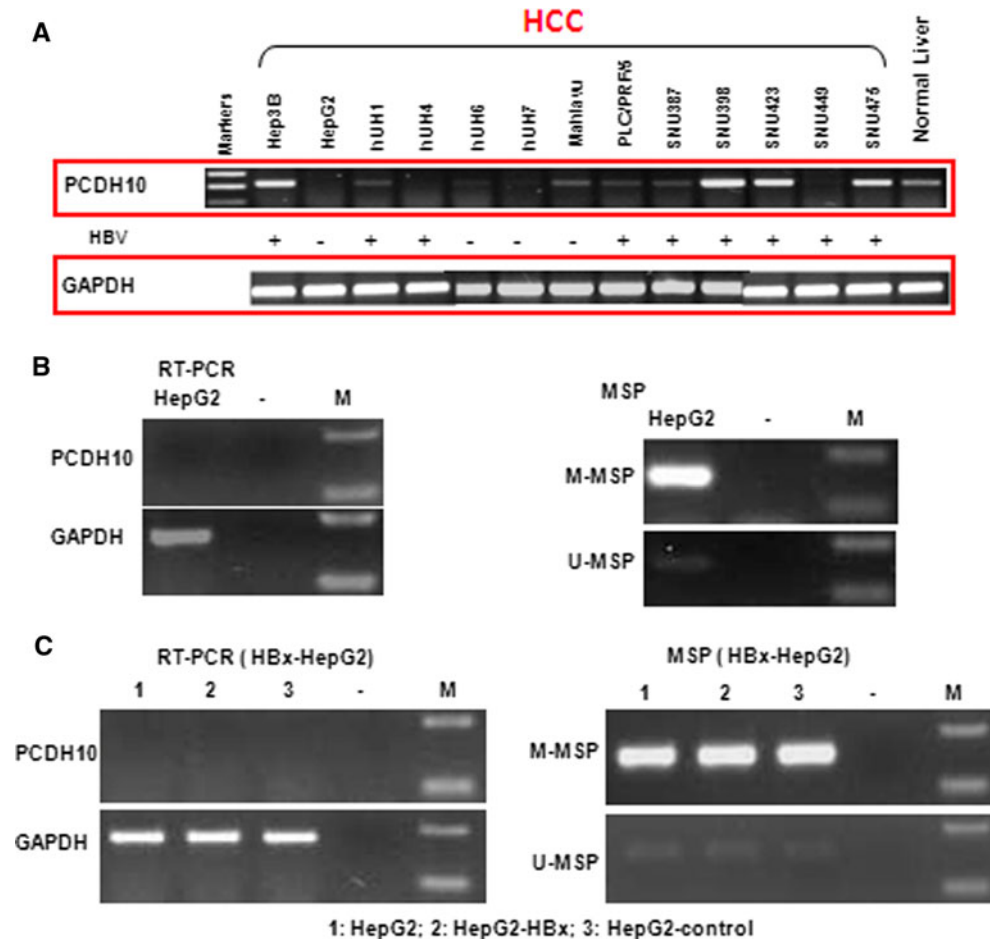 A
HCC
Markers Hep3B HepG2 hUH1 hUH4 hUH6 hUH7 Mahlavu PLC/PRF/5 SNU387 SNU398 SNU423 SNU449 SNU475 Normal Liver
PCDH10
HBV + - + + - - - + + + + + +
GAPDH
B
RT-PCR
HepG2 - M
PCDH10
GAPDH
MSP
HepG2 - M
M-MSP
U-MSP
C
RT-PCR (HBx-HepG2)
1 2 3 - M
PCDH10
GAPDH
MSP (HBx-HepG2)
1 2 3 - M
M-MSP
U-MSP
1: HepG2; 2: HepG2-HBx; 3: HepG2-control